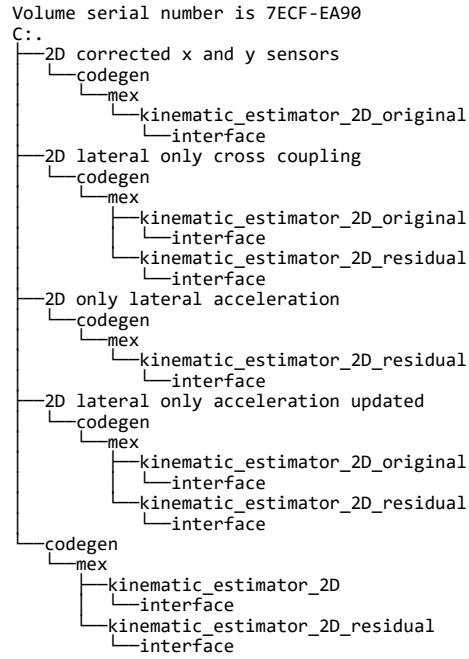 Volume serial number is 7ECF-EA90
C:.
├──2D corrected x and y sensors
│  └──codegen
│      └──mex
│          └──kinematic_estimator_2D_original
│              └──interface
├──2D lateral only cross coupling
│  └──codegen
│      └──mex
│          ├──kinematic_estimator_2D_original
│          │  └──interface
│          └──kinematic_estimator_2D_residual
│              └──interface
├──2D only lateral acceleration
│  └──codegen
│      └──mex
│          └──kinematic_estimator_2D_residual
│              └──interface
├──2D lateral only acceleration updated
│  └──codegen
│      └──mex
│          ├──kinematic_estimator_2D_original
│          │  └──interface
│          └──kinematic_estimator_2D_residual
│              └──interface
└──codegen
    └──mex
        ├──kinematic_estimator_2D
        │  └──interface
        └──kinematic_estimator_2D_residual
            └──interface